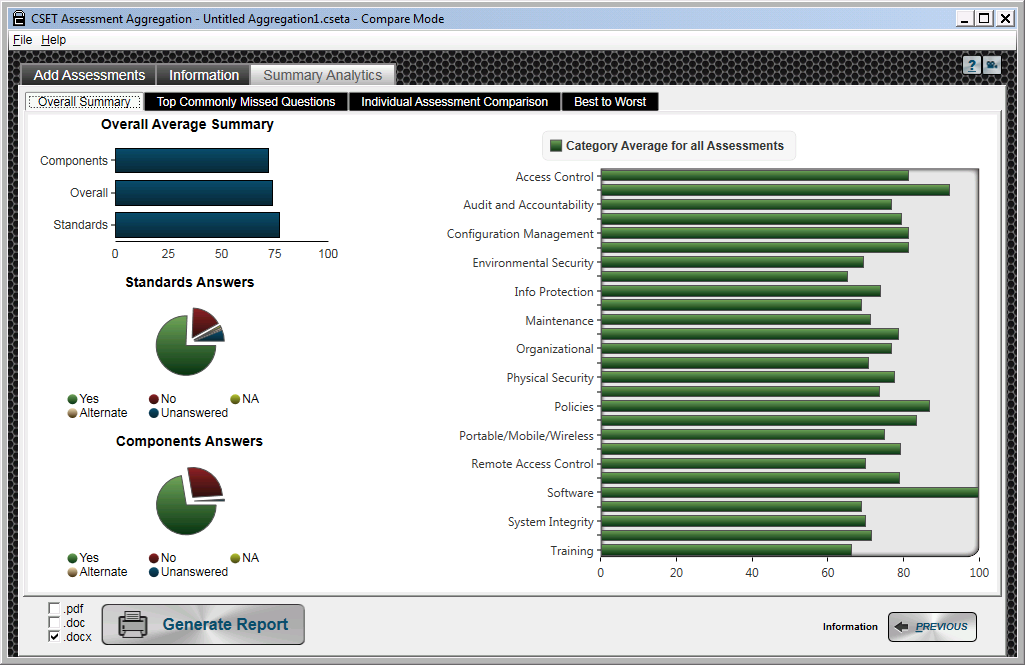 CSET Assessment Aggregation - Untitled Aggregation1.cseta - Compare Mode
File Help
Add Assessments Information Summary Analytics
?
Overall Summary Top Commonly Missed Questions Individual Assessment Comparison Best to Worst
Overall Average Summary
Components
Overall
Standards
0 25 50 75 100
Standards Answers
Yes No NA
Alternate Unanswered
Components Answers
Yes No NA
Alternate Unanswered
Category Average for all Assessments
Access Control
Audit and Accountability
Configuration Management
Environmental Security
Info Protection
Maintenance
Organizational
Physical Security
Policies
Portable/Mobile/Wireless
Remote Access Control
Software
System Integrity
Training
0 20 40 60 80 100
.pdf
.doc
.docx
Generate Report
Information
PREVIOUS